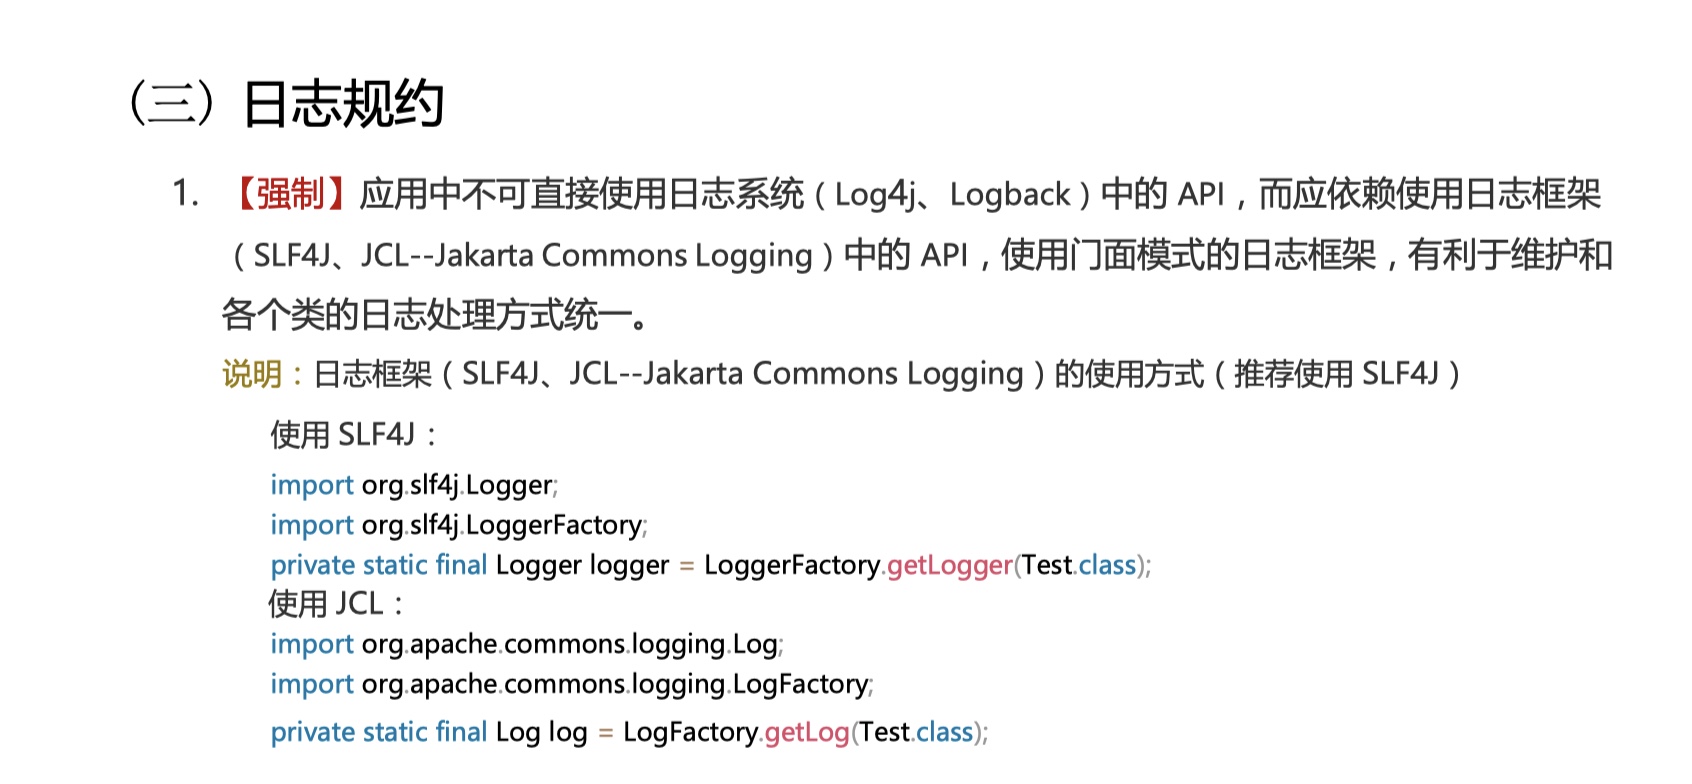 （三）日志规约
1. 【强制】应用中不可直接使用日志系统（Log4j、Logback）中的 API，而应依赖使用日志框架
（SLF4J、JCL--Jakarta Commons Logging）中的 API，使用门面模式的日志框架，有利于维护和
各个类的日志处理方式统一。
说明：日志框架（SLF4J、JCL--Jakarta Commons Logging）的使用方式（推荐使用 SLF4J）
使用 SLF4J：
import org.slf4j.Logger;
import org.slf4j.LoggerFactory;
private static final Logger logger = LoggerFactory.getLogger(Test.class);
使用 JCL：
import org.apache.commons.logging.Log;
import org.apache.commons.logging.LogFactory;
private static final Log log = LogFactory.getLog(Test.class);